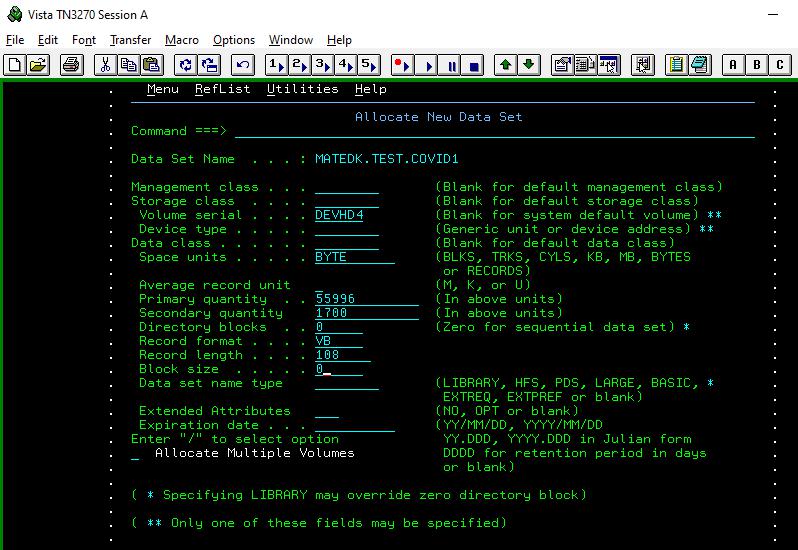 Vista TN3270 Session A
File Edit Font Transfer Macro Options Window Help
1 2 3 4 5 A B C
Menu RefList Utilities Help
Allocate New Data Set
Command ===>
Data Set Name . . . : MATEDK.TEST.COVID1
Management class . . . (Blank for default management class)
Storage class . . . . (Blank for default storage class)
Volume serial . . . . DEVHD4 (Blank for system default volume) **
Device type . . . . . (Generic unit or device address) **
Data class . . . . . . (Blank for default data class)
Space units . . . . . BYTE (BLKS, TRKS, CYLS, KB, MB, BYTES
or RECORDS)
Average record unit (M, K, or U)
Primary quantity . . 55996 (In above units)
Secondary quantity 1700 (In above units)
Directory blocks . . 0 (Zero for sequential data set) *
Record format . . . . VB
Record length . . . . 108
Block size . . . . . 0
Data set name type (LIBRARY, HFS, PDS, LARGE, BASIC, *
EXTREQ, EXTPREF or blank)
Extended Attributes (NO, OPT or blank)
Expiration date . . . (YY/MM/DD, YYYY/MM/DD
Enter "/" to select option YY.DDD, YYYY.DDD in Julian form
Allocate Multiple Volumes DDDD for retention period in days
or blank)
( * Specifying LIBRARY may override zero directory block)
( ** Only one of these fields may be specified)